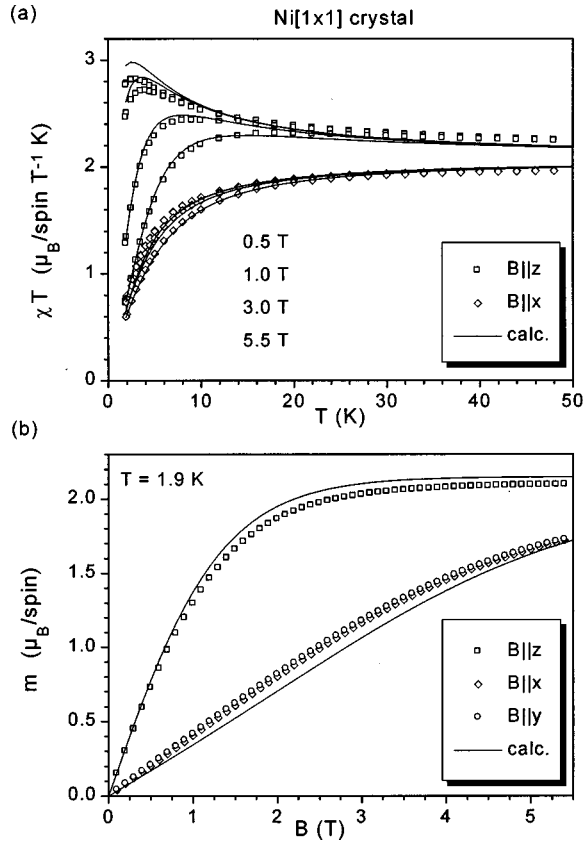 (a)
Ni[1x1] crystal
3
2
1
0
χ T (μB/spin T-1 K)
0.5 T
1.0 T
3.0 T
5.5 T
B||z
B||x
calc.
0 10 20 30 40 50
T (K)
(b)
T = 1.9 K
2.0
1.5
1.0
0.5
0.0
m (μB/spin)
B||z
B||x
B||y
calc.
0 1 2 3 4 5
B (T)